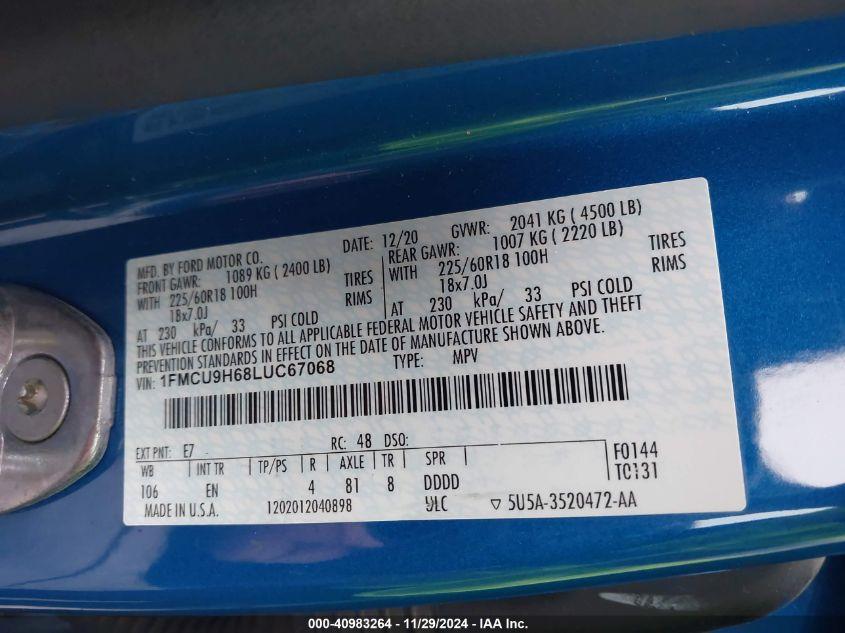 MFD. BY FORD MOTOR CO. DATE: 12/20 GVWR: 2041 KG ( 4500 LB)
FRONT GAWR: 1089 KG ( 2400 LB) REAR GAWR: 1007 KG ( 2220 LB)
WITH 225/60R18 100H TIRES WITH 225/60R18 100H TIRES
18x7.0J RIMS 18x7.0J RIMS
AT 230 kPa/ 33 PSI COLD AT 230 kPa/ 33 PSI COLD
THIS VEHICLE CONFORMS TO ALL APPLICABLE FEDERAL MOTOR VEHICLE SAFETY AND THEFT
PREVENTION STANDARDS IN EFFECT ON THE DATE OF MANUFACTURE SHOWN ABOVE.
VIN: 1FMCU9H68LUC67068 TYPE: MPV
EXT PNT: E7 RC: 48 DSO: F0144
WB INT TR TP/PS R AXLE TR SPR TC131
106 EN 4 81 8 DDDD
MADE IN U.S.A. 1202012040898 ULC ▽ 5U5A-3520472-AA
000-40983264 - 11/29/2024 - IAA Inc.